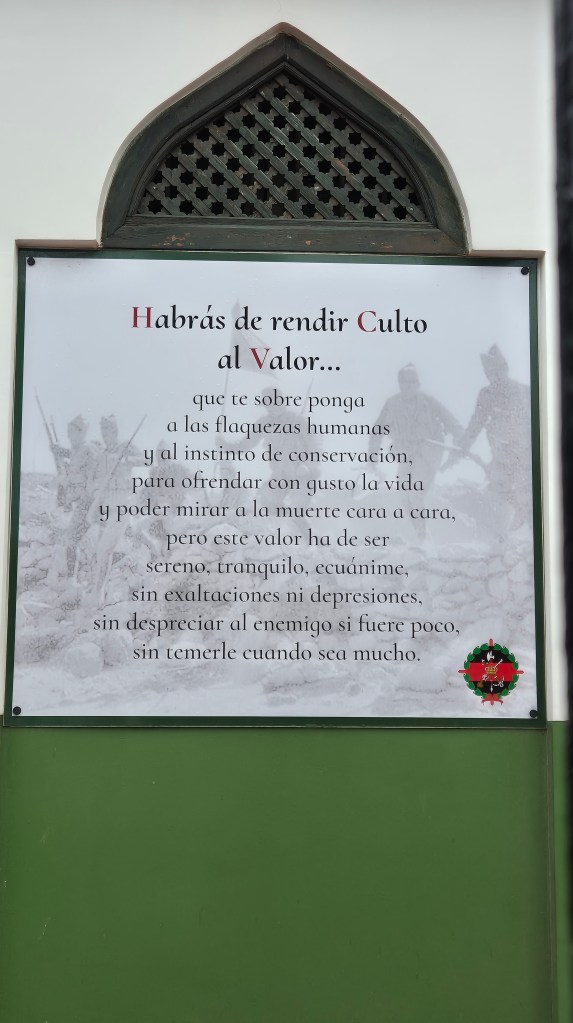 Habrás de rendir Culto
al Valor...
que te sobre ponga
a las flaquezas humanas
y al instinto de conservación,
para ofrendar con gusto la vida
y poder mirar a la muerte cara a cara,
pero este valor ha de ser
sereno, tranquilo, ecuánime,
sin exaltaciones ni depresiones,
sin despreciar al enemigo si fuere poco,
sin temerle cuando sea mucho.